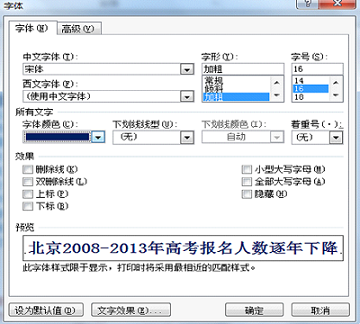 字体
字体(N) 高级(V)
中文字体(T): 字形(Y): 字号(S):
宋体 加粗 16
西文字体(F): 常规 14
(使用中文字体) 倾斜 16
加粗 18
所有文字
字体颜色(C): 下划线线型(U): 下划线颜色(I): 着重号(·):
(无) 自动 (无)
效果
删除线(K) 小型大写字母(M)
双删除线(L) 全部大写字母(A)
上标(P) 隐藏(H)
下标(B)
预览
北京2008-2013年高考报名人数逐年下降
此字体样式限于显示,打印时将采用最相近的匹配样式。
设为默认值(D) 文字效果(E)... 确定 取消